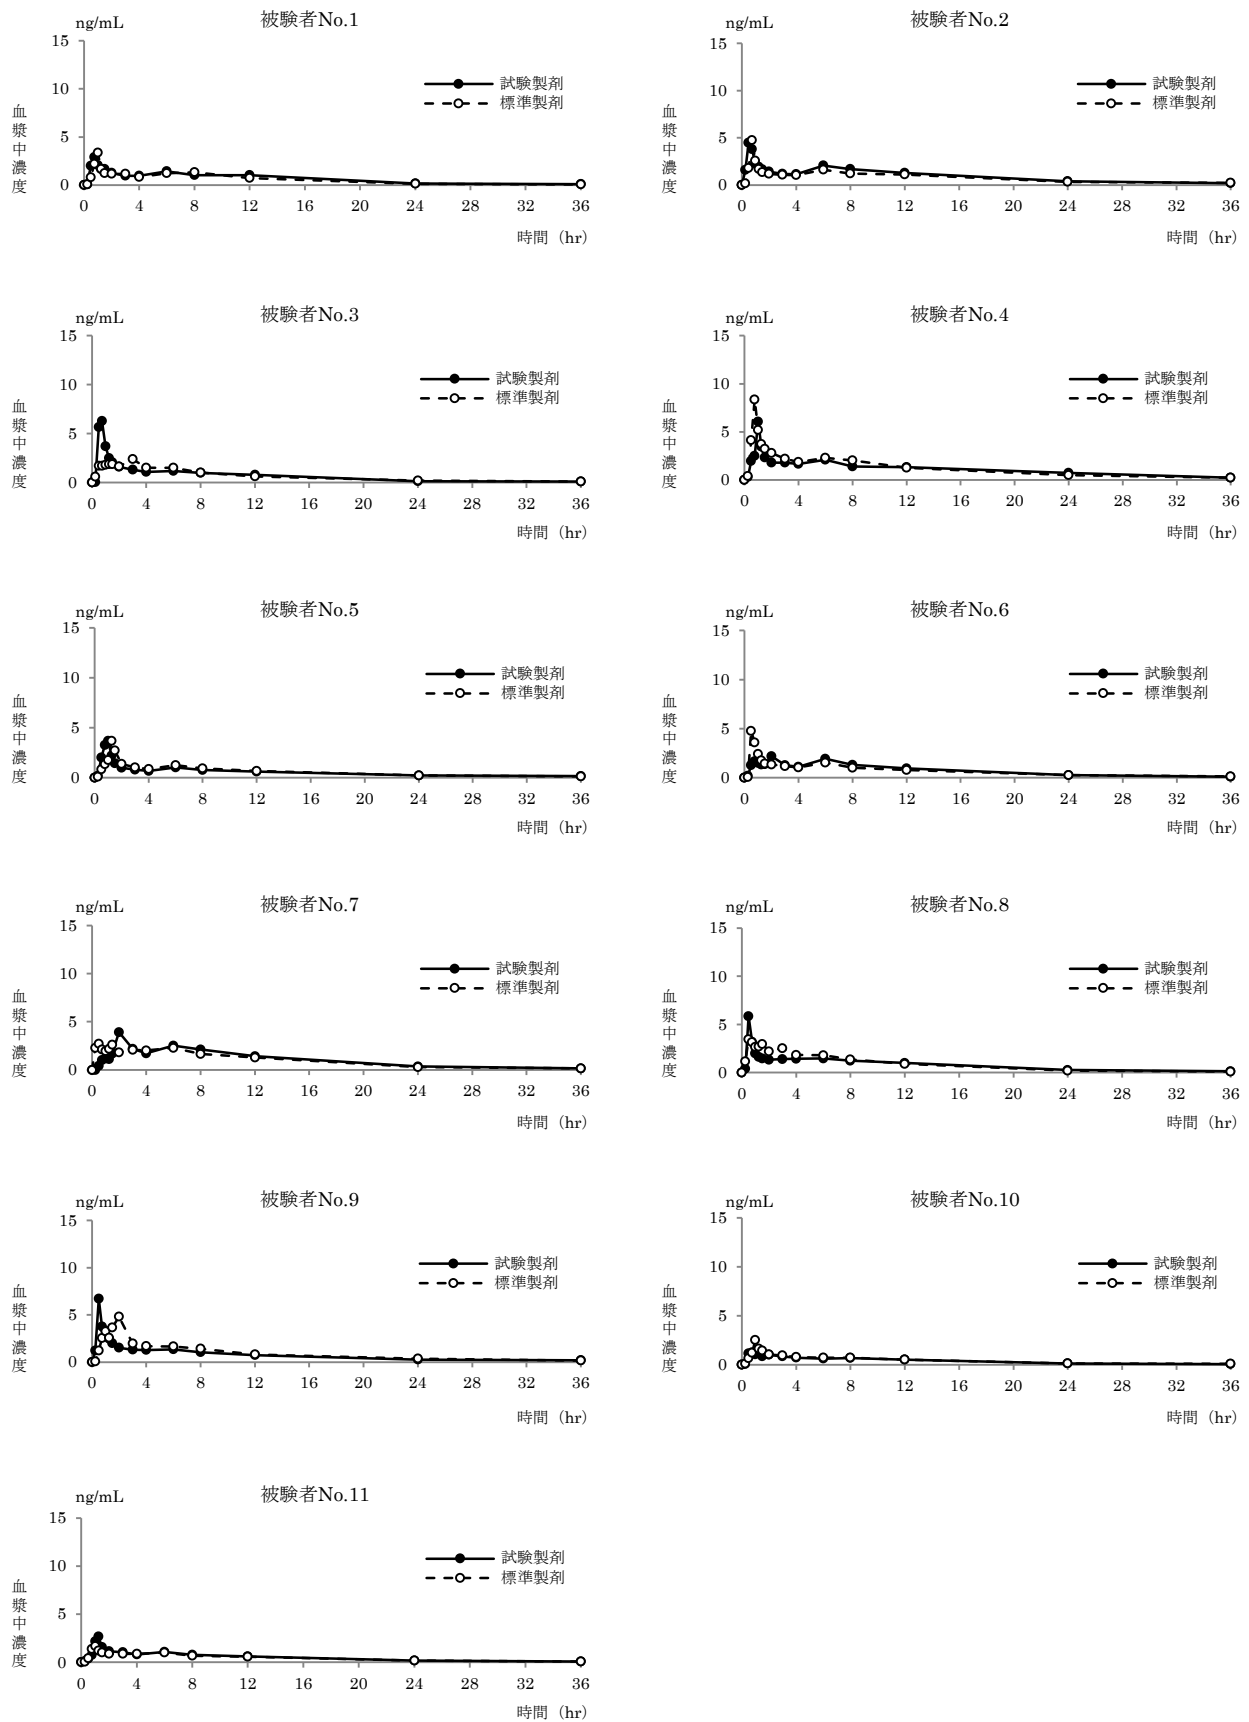 ng/mL
被験者No.1
15
10
5
0
血漿中濃度
試験製剤
標準製剤
0 4 8 12 16 20 24 28 32 36
時間 (hr)
ng/mL
被験者No.2
15
10
5
0
血漿中濃度
試験製剤
標準製剤
0 4 8 12 16 20 24 28 32 36
時間 (hr)
ng/mL
被験者No.3
15
10
5
0
血漿中濃度
試験製剤
標準製剤
0 4 8 12 16 20 24 28 32 36
時間 (hr)
ng/mL
被験者No.4
15
10
5
0
血漿中濃度
試験製剤
標準製剤
0 4 8 12 16 20 24 28 32 36
時間 (hr)
ng/mL
被験者No.5
15
10
5
0
血漿中濃度
試験製剤
標準製剤
0 4 8 12 16 20 24 28 32 36
時間 (hr)
ng/mL
被験者No.6
15
10
5
0
血漿中濃度
試験製剤
標準製剤
0 4 8 12 16 20 24 28 32 36
時間 (hr)
ng/mL
被験者No.7
15
10
5
0
血漿中濃度
試験製剤
標準製剤
0 4 8 12 16 20 24 28 32 36
時間 (hr)
ng/mL
被験者No.8
15
10
5
0
血漿中濃度
試験製剤
標準製剤
0 4 8 12 16 20 24 28 32 36
時間 (hr)
ng/mL
被験者No.9
15
10
5
0
血漿中濃度
試験製剤
標準製剤
0 4 8 12 16 20 24 28 32 36
時間 (hr)
ng/mL
被験者No.10
15
10
5
0
血漿中濃度
試験製剤
標準製剤
0 4 8 12 16 20 24 28 32 36
時間 (hr)
ng/mL
被験者No.11
15
10
5
0
血漿中濃度
試験製剤
標準製剤
0 4 8 12 16 20 24 28 32 36
時間 (hr)